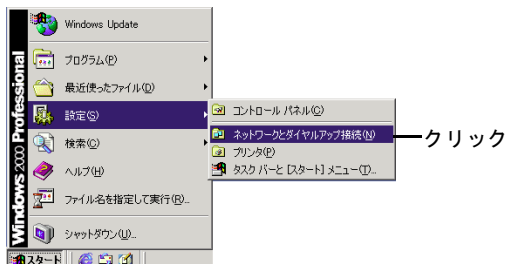 Windows 2000 Professional
Windows Update
プログラム(P)
最近使ったファイル(D)
設定(S)
検索(C)
ヘルプ(H)
ファイル名を指定して実行(R)...
シャットダウン(U)...
コントロール パネル(C)
ネットワークとダイヤルアップ接続(N)
プリンタ(P)
タスク バーと [スタート] メニュー(T)...
クリック
スタート